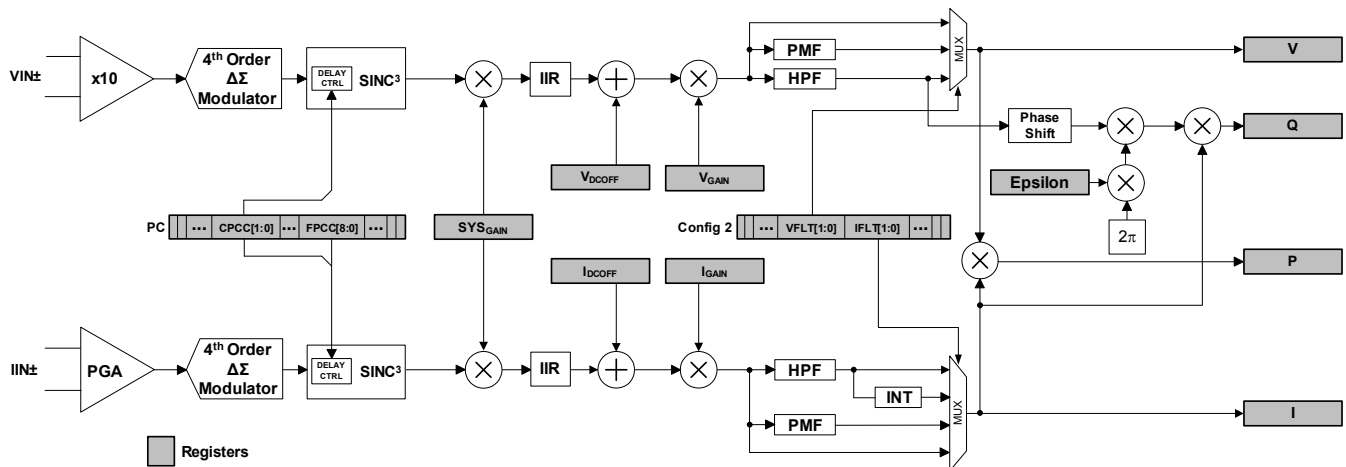 VIN±
x10
4th Order
ΔΣ
Modulator
DELAY
CTRL
SINC³
IIR
PMF
HPF
MUX
V
Phase
Shift
Q
VDCOFF
VGAIN
Epsilon
2π
PC
... CPCC[1:0] ... FPCC[8:0] ...
SYSGAIN
Config 2
... VFLT[1:0] IFLT[1:0] ...
P
IDCOFF
IGAIN
IIN±
PGA
4th Order
ΔΣ
Modulator
DELAY
CTRL
SINC³
IIR
HPF
INT
PMF
MUX
I
Registers